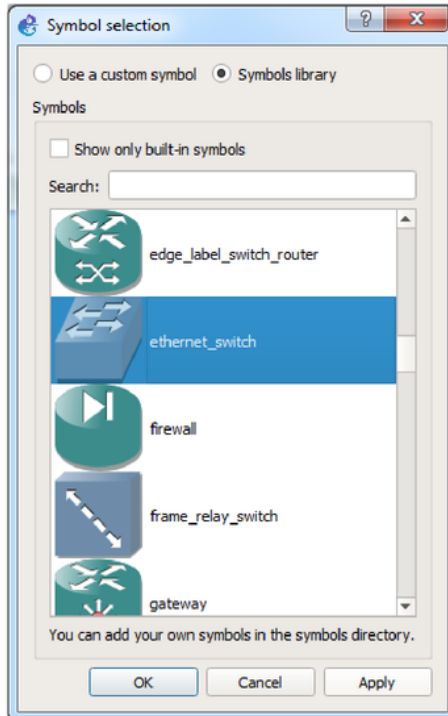 Symbol selection
Use a custom symbol Symbols library
Symbols
Show only built-in symbols
Search:
edge_label_switch_router
ethernet_switch
firewall
frame_relay_switch
gateway
You can add your own symbols in the symbols directory.
OK Cancel Apply